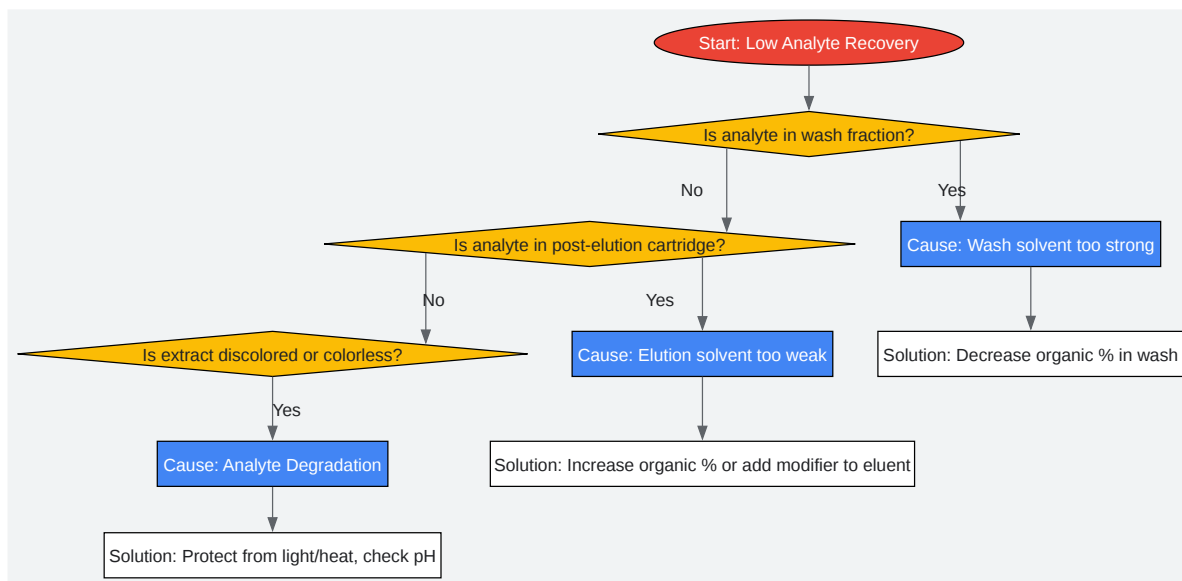 Start: Low Analyte Recovery
Is analyte in wash fraction?
No
Yes
Is analyte in post-elution cartridge?
Cause: Wash solvent too strong
No
Yes
Is extract discolored or colorless?
Cause: Elution solvent too weak
Solution: Decrease organic % in wash
Yes
Cause: Analyte Degradation
Solution: Increase organic % or add modifier to eluent
Solution: Protect from light/heat, check pH